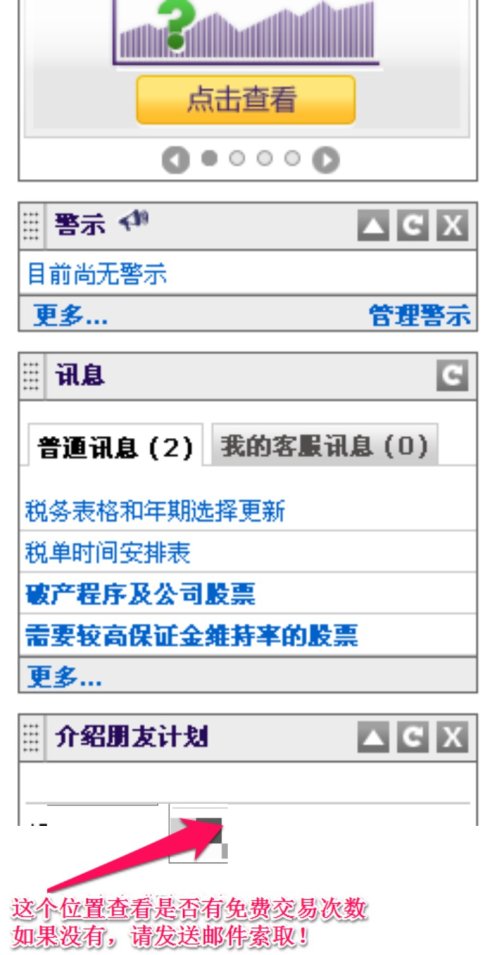 点击查看
警示
目前尚无警示
更多... 管理警示
讯息
普通讯息 (2) 我的客服讯息 (0)
税务表格和年期选择更新
税单时间安排表
破产程序及公司股票
需要较高保证金维持率的股票
更多...
介绍朋友计划
这个位置查看是否有免费交易次数
如果没有，请发送邮件索取！